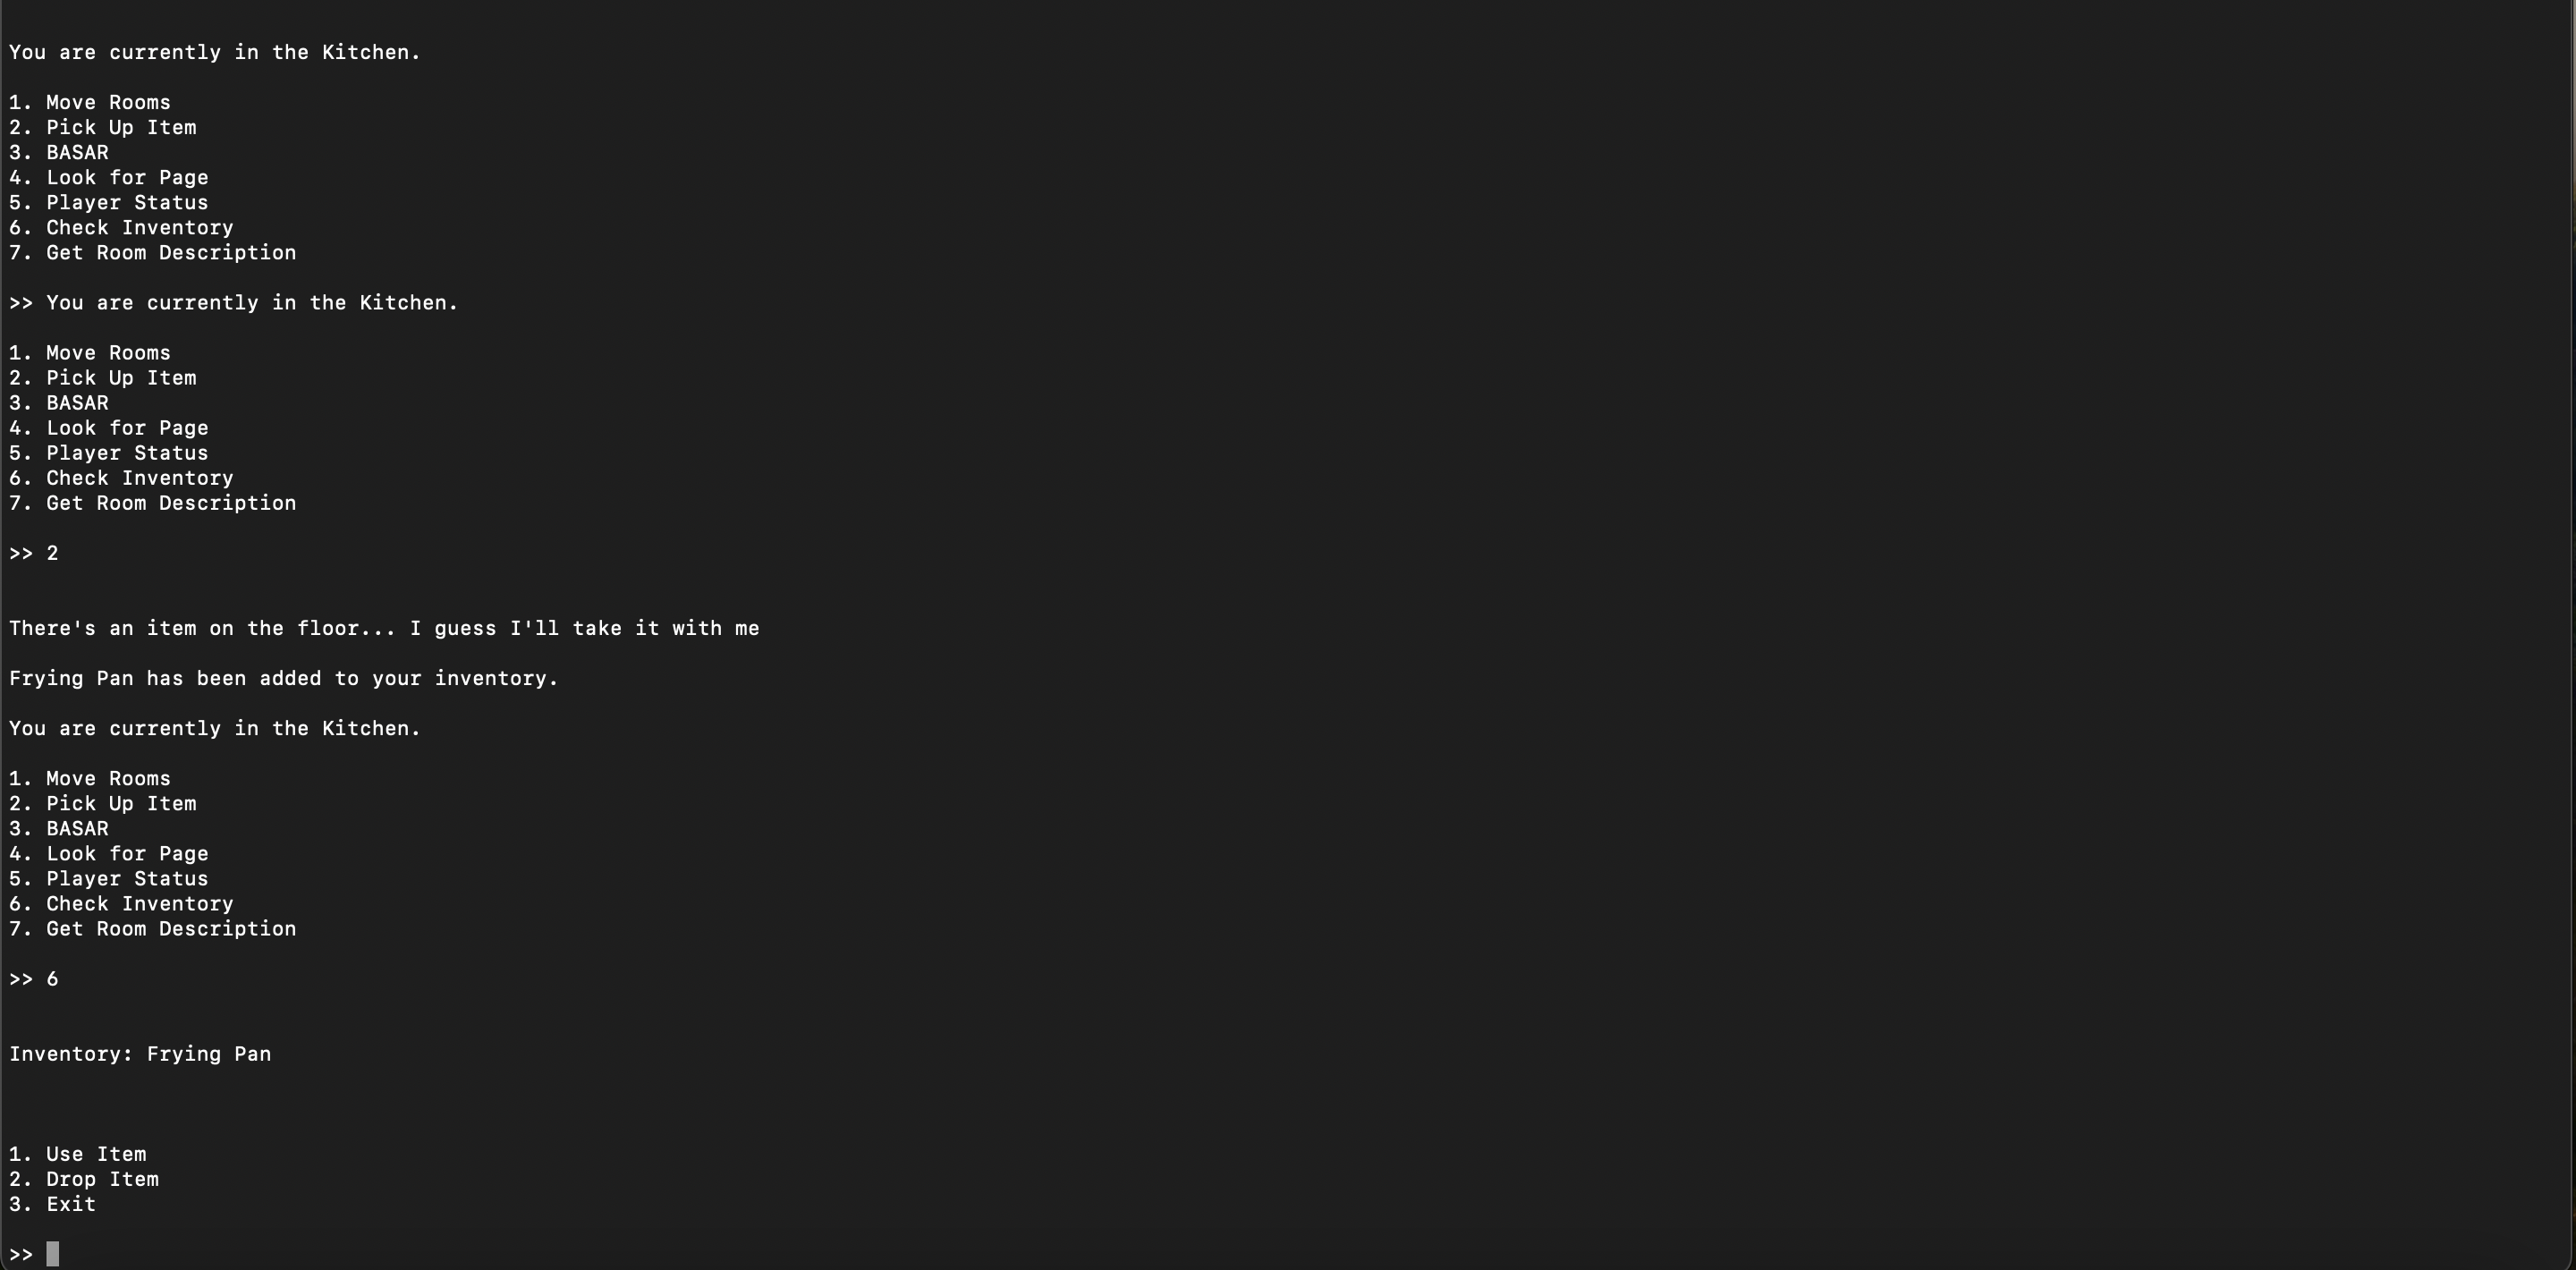 You are currently in the Kitchen.
1. Move Rooms
2. Pick Up Item
3. BASAR
4. Look for Page
5. Player Status
6. Check Inventory
7. Get Room Description
>> You are currently in the Kitchen.
1. Move Rooms
2. Pick Up Item
3. BASAR
4. Look for Page
5. Player Status
6. Check Inventory
7. Get Room Description
>> 2
There's an item on the floor... I guess I'll take it with me
Frying Pan has been added to your inventory.
You are currently in the Kitchen.
1. Move Rooms
2. Pick Up Item
3. BASAR
4. Look for Page
5. Player Status
6. Check Inventory
7. Get Room Description
>> 6
Inventory: Frying Pan
1. Use Item
2. Drop Item
3. Exit
>>